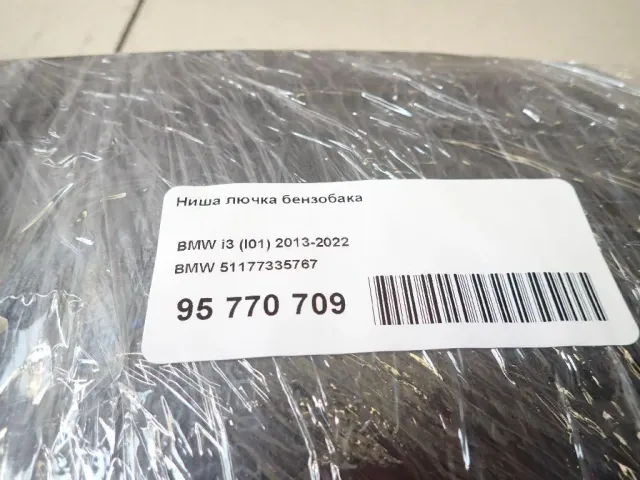 Ниша лючка бензобака
BMW i3 (I01) 2013-2022
BMW 51177335767
95 770 709